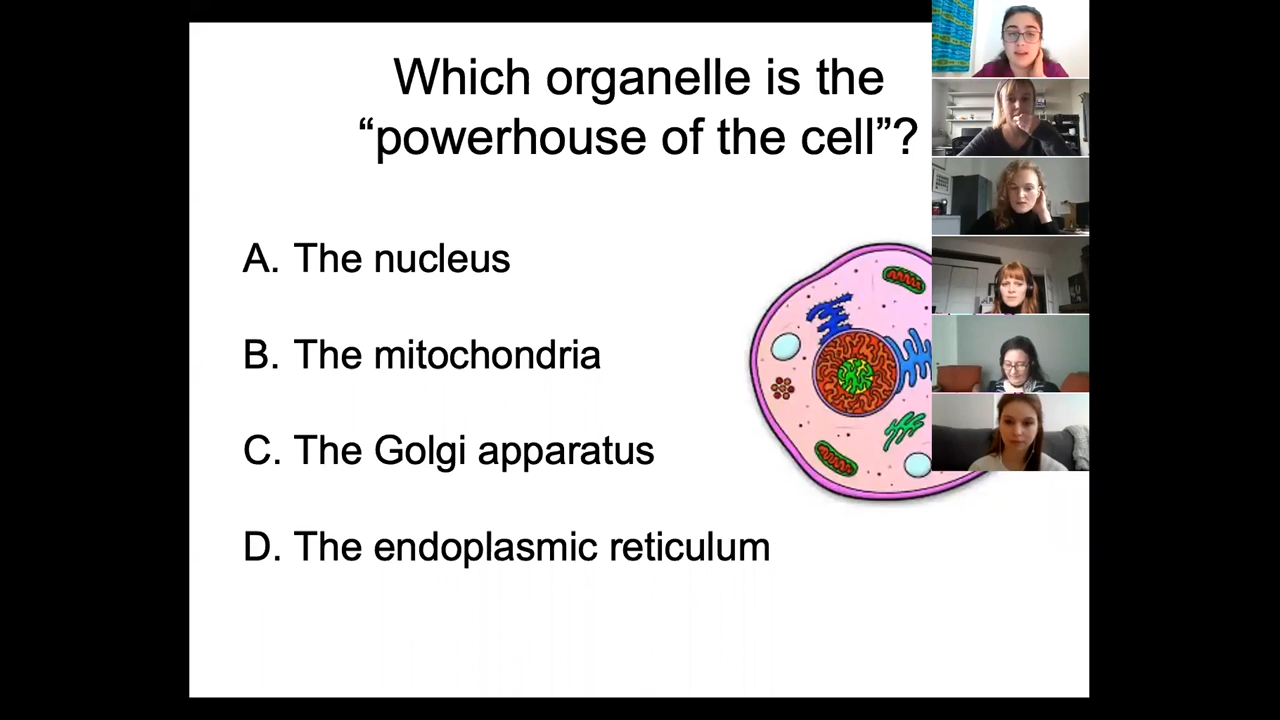 Which organelle is the
“powerhouse of the cell”?
A. The nucleus
B. The mitochondria
C. The Golgi apparatus
D. The endoplasmic reticulum